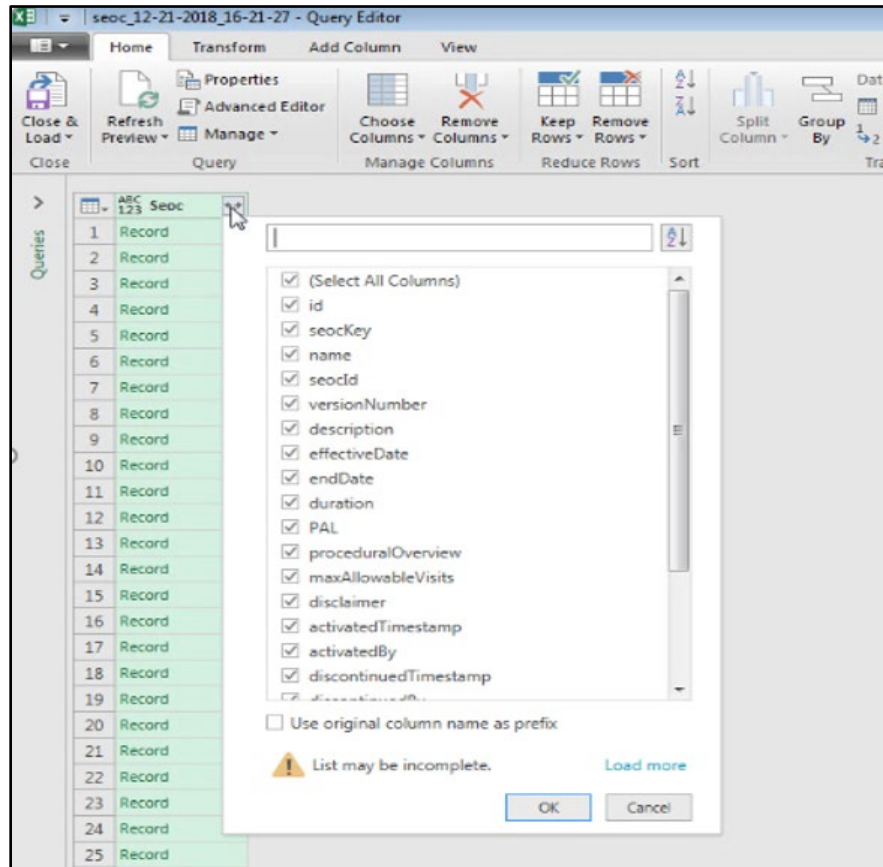 seoc_12-21-2018_16-21-27 - Query Editor
Home Transform Add Column View
Close & Load
Refresh Preview
Properties
Advanced Editor
Manage
Choose Columns
Remove Columns
Keep Rows
Remove Rows
Split Column
Group By
Dat
1 2
Close Query Manage Columns Reduce Rows Sort Tra
Queries
ABC 123 Seoc
1 Record
2 Record
3 Record
4 Record
5 Record
6 Record
7 Record
8 Record
9 Record
10 Record
11 Record
12 Record
13 Record
14 Record
15 Record
16 Record
17 Record
18 Record
19 Record
20 Record
21 Record
22 Record
23 Record
24 Record
25 Record
(Select All Columns)
id
seocKey
name
seocId
versionNumber
description
effectiveDate
endDate
duration
PAL
proceduralOverview
maxAllowableVisits
disclaimer
activatedTimestamp
activatedBy
discontinuedTimestamp
Use original column name as prefix
List may be incomplete. Load more
OK Cancel